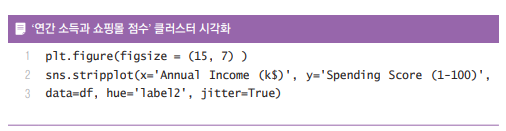 ‘연간 소득과 쇼핑몰 점수’ 클러스터 시각화
1 plt.figure(figsize = (15, 7) )
2 sns.stripplot(x='Annual Income (k$)', y='Spending Score (1-100)',
3 data=df, hue='label2', jitter=True)